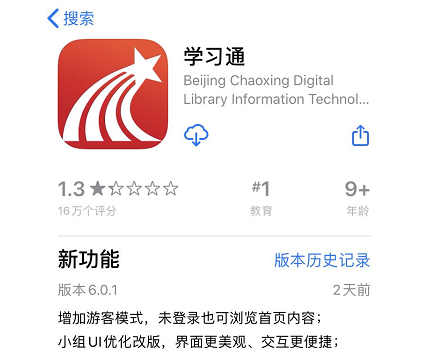 搜索
学习通
Beijing Chaoxing Digital
Library Information Technol...
1.3
#1
9+
16万个评分
教育
年龄
新功能
版本历史记录
版本 6.0.1
2天前
增加游客模式，未登录也可浏览首页内容；
小组UI优化改版，界面更美观、交互更便捷；